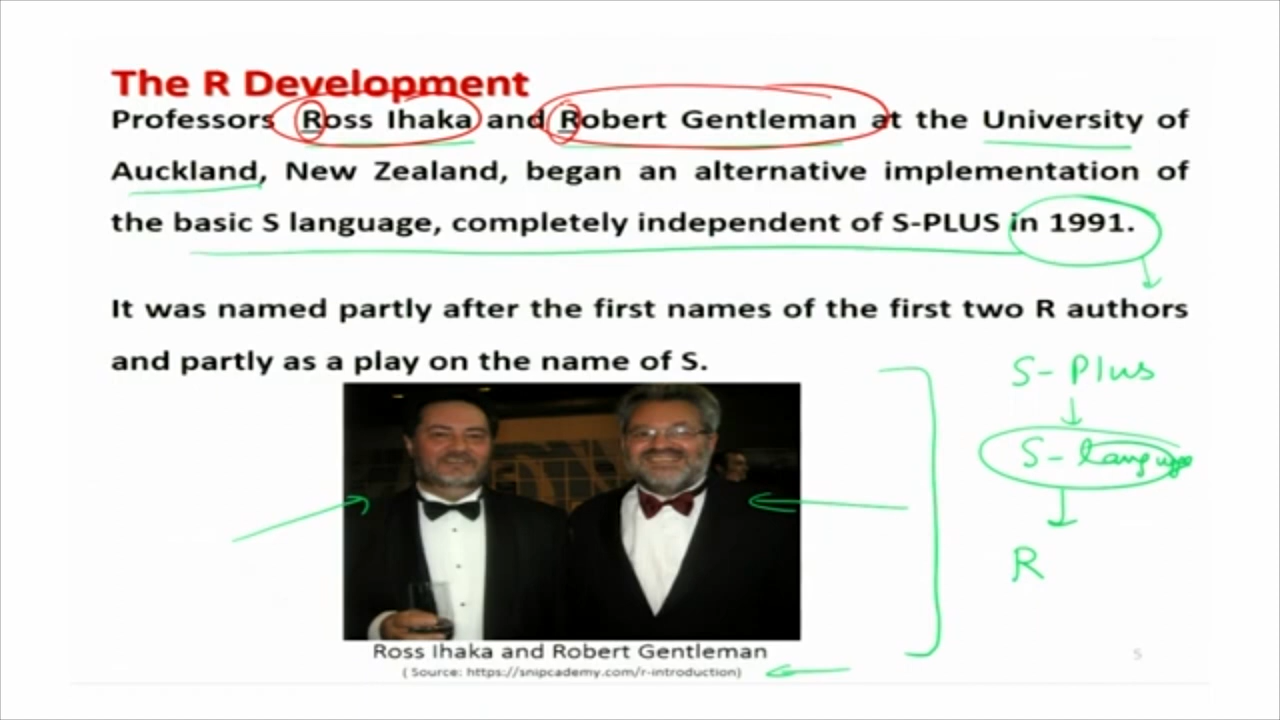 The R Development
Professors Ross Ihaka and Robert Gentleman at the University of
Auckland, New Zealand, began an alternative implementation of
the basic S language, completely independent of S-PLUS in 1991.
It was named partly after the first names of the first two R authors
and partly as a play on the name of S.
S-Plus
S-language
R
Ross Ihaka and Robert Gentleman
( Source: https://snipcademy.com/r-introduction)
5